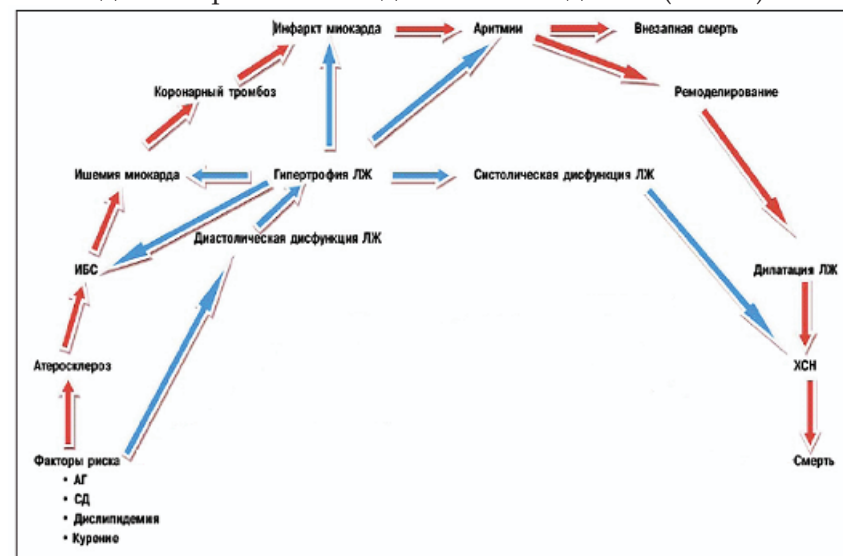 Инфаркт миокарда
Аритмии
Внезапная смерть
Коронарный тромбоз
Ремоделирование
Ишемия миокарда
Гипертрофия ЛЖ
Систолическая дисфункция ЛЖ
Диастолическая дисфункция ЛЖ
ИБС
Дилатация ЛЖ
Атеросклероз
ХСН
Факторы риска
• АГ
• СД
• Дислипидемия
• Курение
Смерть